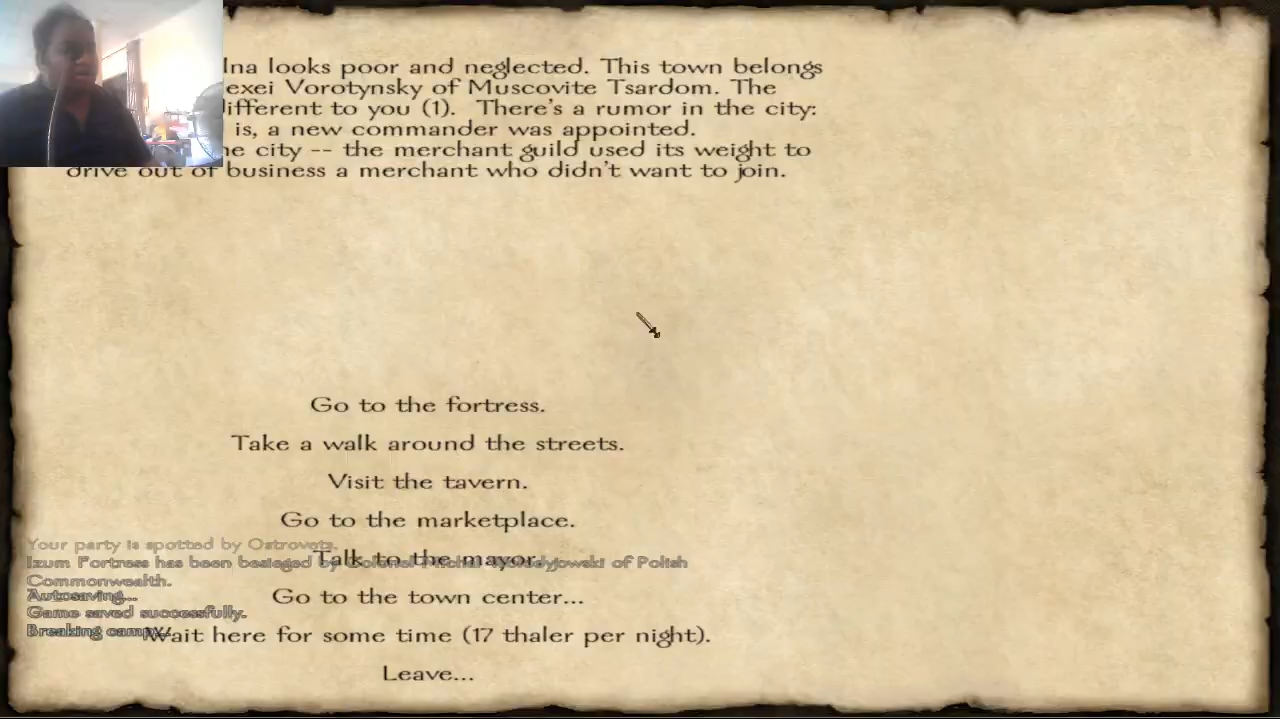 lna looks poor and neglected. This town belongs
exei Vorotynsky of Muscovite Tsardom. The
ifferent to you (1). There's a rumor in the city:
is, a new commander was appointed.
e city -- the merchant guild used its weight to
drive out of business a merchant who didn't want to join.
Go to the fortress.
Take a walk around the streets.
Visit the tavern.
Go to the marketplace.
Your party is spotted by Ostrovets.
Talk to the mayor.
Izum Fortress has been besieged by Colonel Michal Wolodyjowski of Polish
Commonwealth.
Autosaving...
Go to the town center...
Game saved successfully.
Breaking camp...
Wait here for some time (17 thaler per night).
Leave...